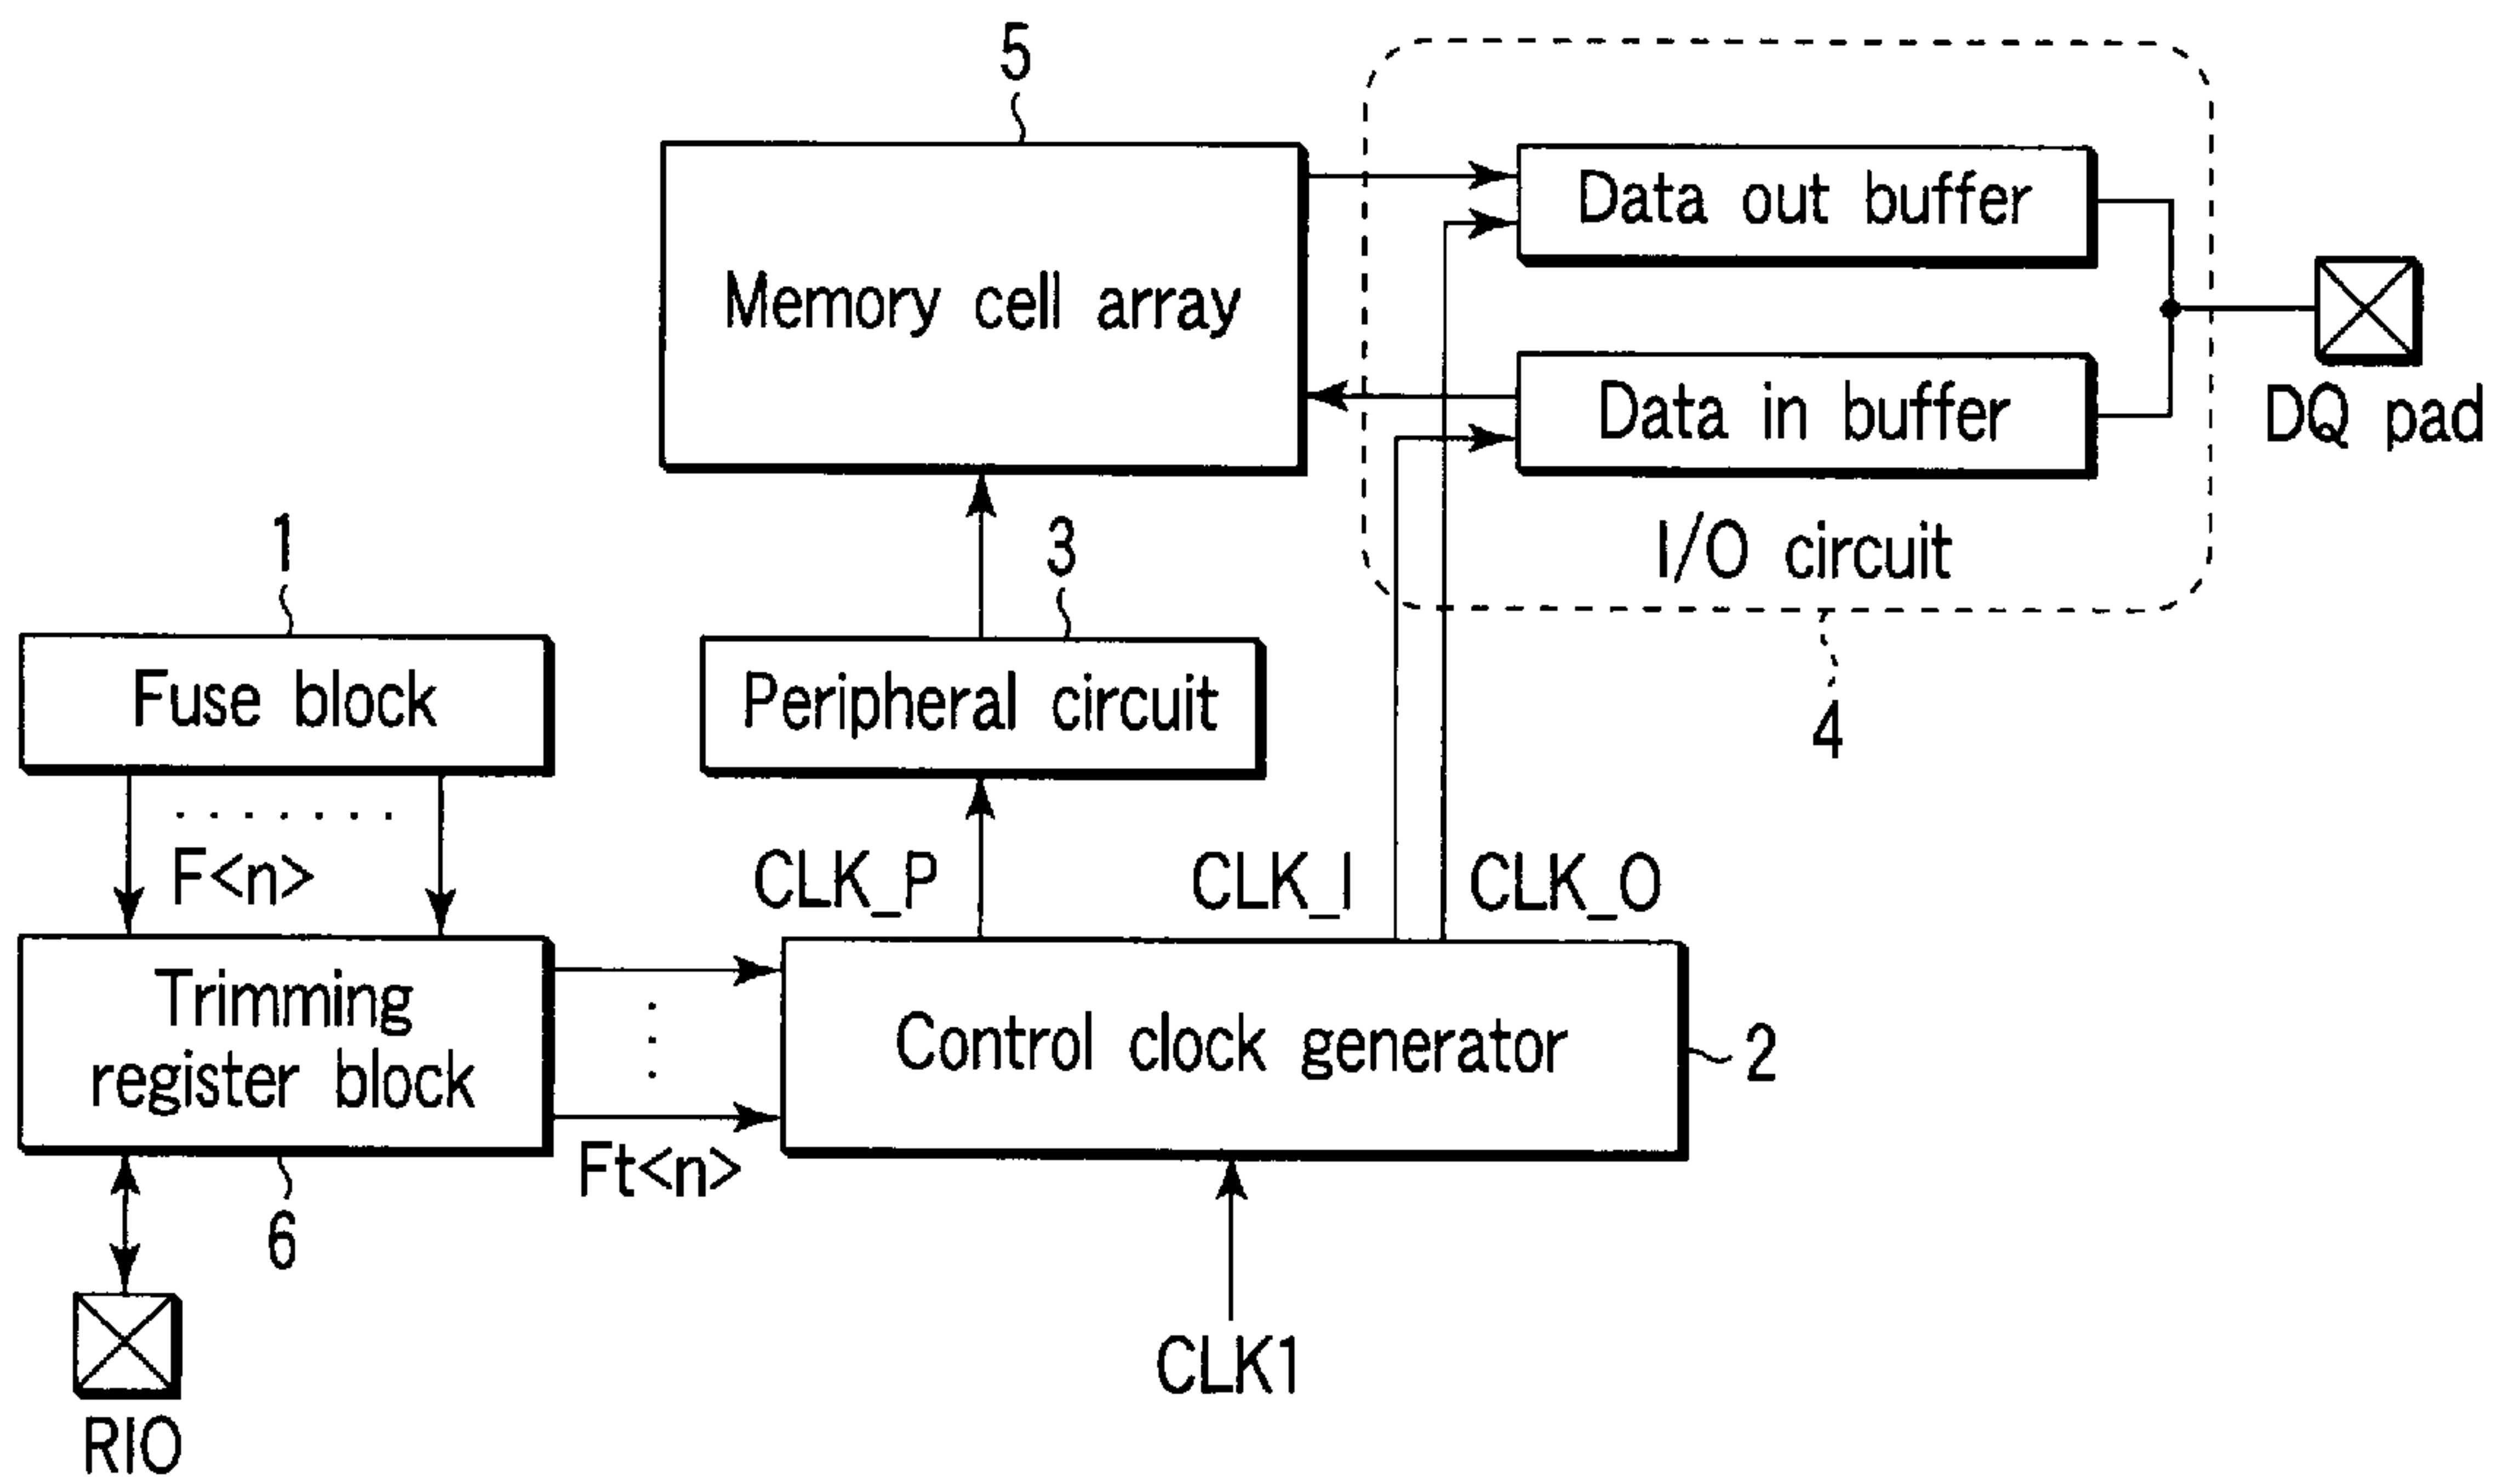 5
Memory cell array
Data out buffer
Data in buffer
DQ pad
I/O circuit
4
1
3
Fuse block
Peripheral circuit
F<n>
CLK_P
CLK_I
CLK_O
Trimming
register block
Control clock generator
2
Ft<n>
6
CLK1
RIO